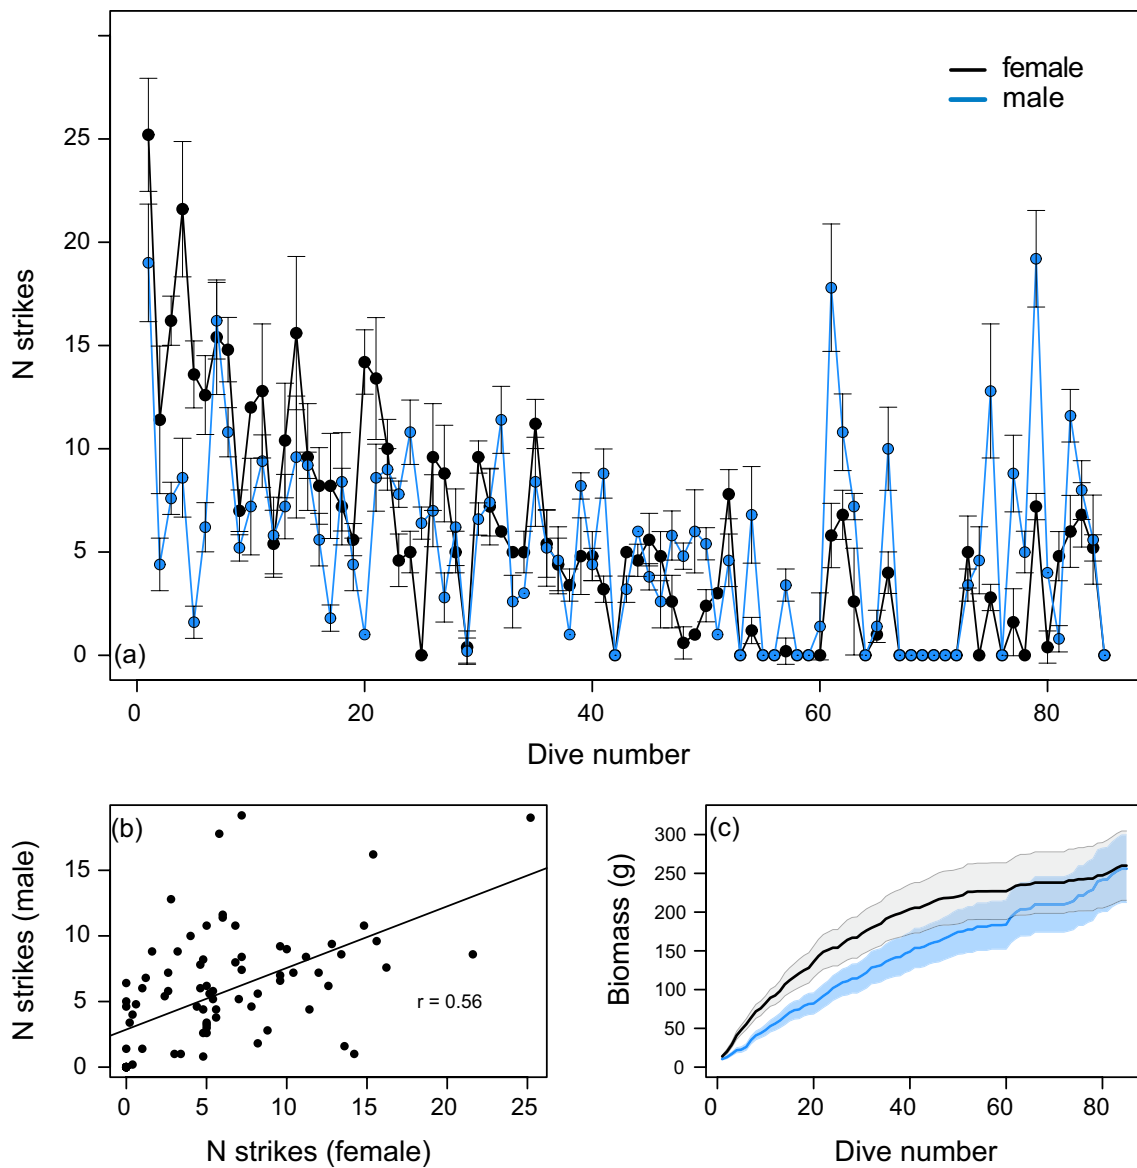 female
male
25
20
15
10
5
0
N strikes
(a)
0 20 40 60 80
Dive number
(b)
15
10
5
0
N strikes (male)
r = 0.56
0 5 10 15 20 25
N strikes (female)
(c)
300
250
200
150
100
50
0
Biomass (g)
0 20 40 60 80
Dive number